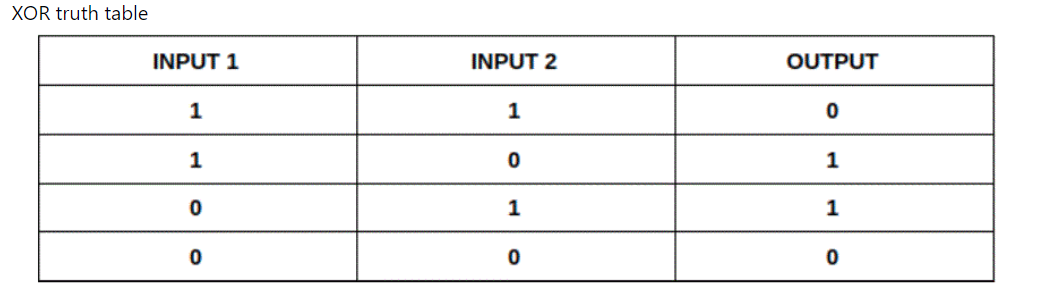 XOR truth table
INPUT 1 INPUT 2 OUTPUT
1 1 0
1 0 1
0 1 1
0 0 0